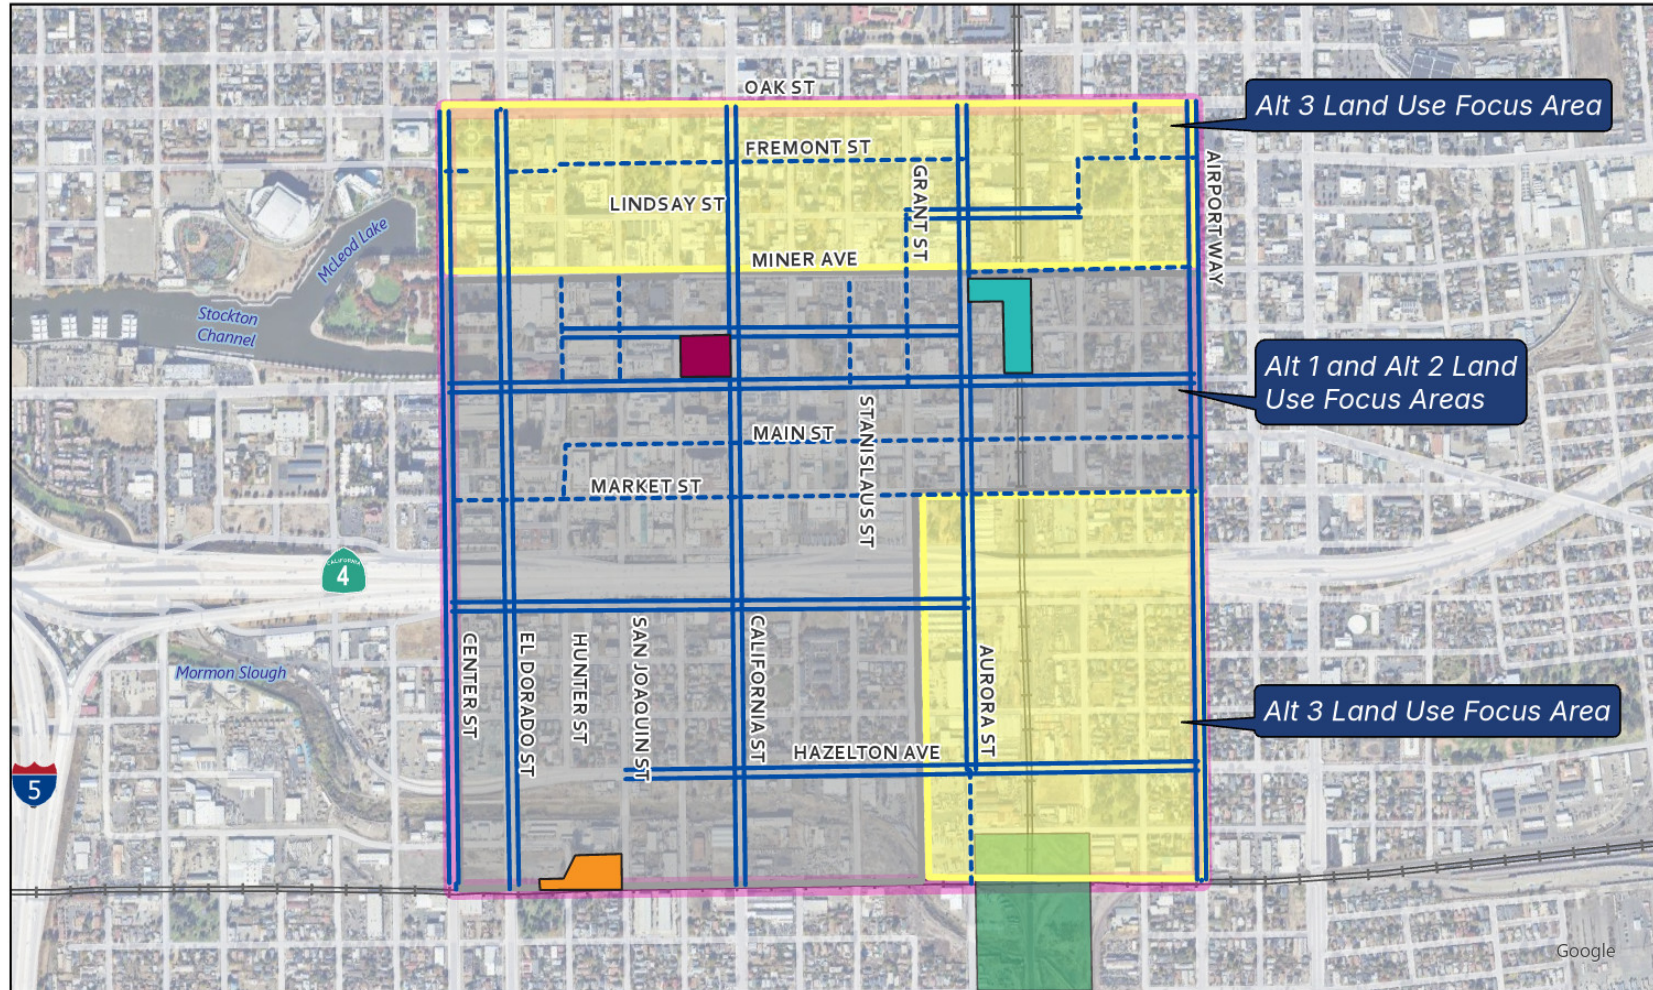 OAK ST
Alt 3 Land Use Focus Area
FREMONT ST
AIRPORT WAY
GRANT ST
LINDSAY ST
McLeod Lake
MINER AVE
Stockton
Channel
Alt 1 and Alt 2 Land
Use Focus Areas
STANISLAUS ST
MAIN ST
MARKET ST
CALIFORNIA
4
CENTER ST
EL DORADO ST
HUNTER ST
SAN JOAQUIN ST
CALIFORNIA ST
AURORA ST
Mormon Slough
Alt 3 Land Use Focus Area
HAZELTON AVE
5
Google